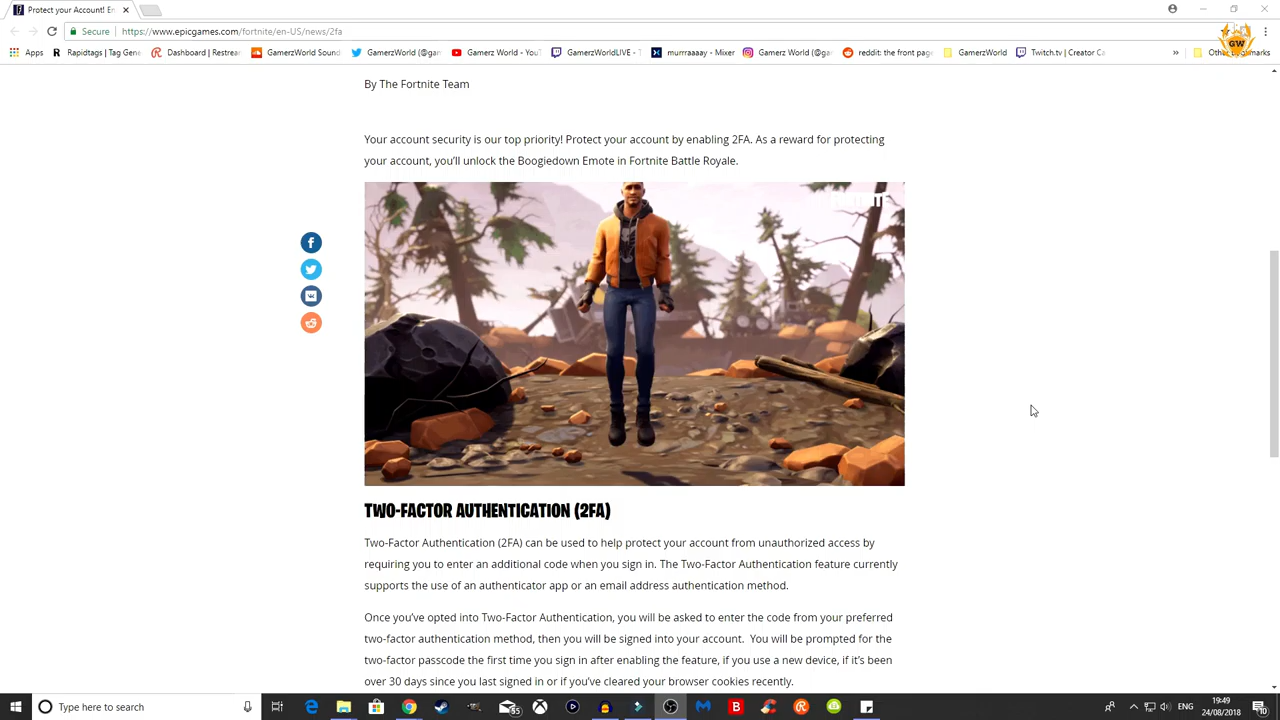 Protect your Account! En
Secure
https://www.epicgames.com/fortnite/en-US/news/2fa
Apps
Rapidtags | Tag Gene
Dashboard | Restrear
GamerzWorld Sound
GamerzWorld (@gan
Gamerz World - YouT
GamerzWorldLIVE - T
murrraaaay - Mixer
Gamerz World (@ga
reddit: the front page
GamerzWorld
Twitch.tv | Creator Ca
»
GW
By The Fortnite Team
Your account security is our top priority! Protect your account by enabling 2FA. As a reward for protecting
your account, you'll unlock the Boogiedown Emote in Fortnite Battle Royale.
FORTNITE
TWO-FACTOR AUTHENTICATION (2FA)
Two-Factor Authentication (2FA) can be used to help protect your account from unauthorized access by
requiring you to enter an additional code when you sign in. The Two-Factor Authentication feature currently
supports the use of an authenticator app or an email address authentication method.
Once you've opted into Two-Factor Authentication, you will be asked to enter the code from your preferred
two-factor authentication method, then you will be signed into your account.  You will be prompted for the
two-factor passcode the first time you sign in after enabling the feature, if you use a new device, if it's been
over 30 days since you last signed in or if you've cleared your browser cookies recently.
Type here to search
ENG
19:49
24/08/2018